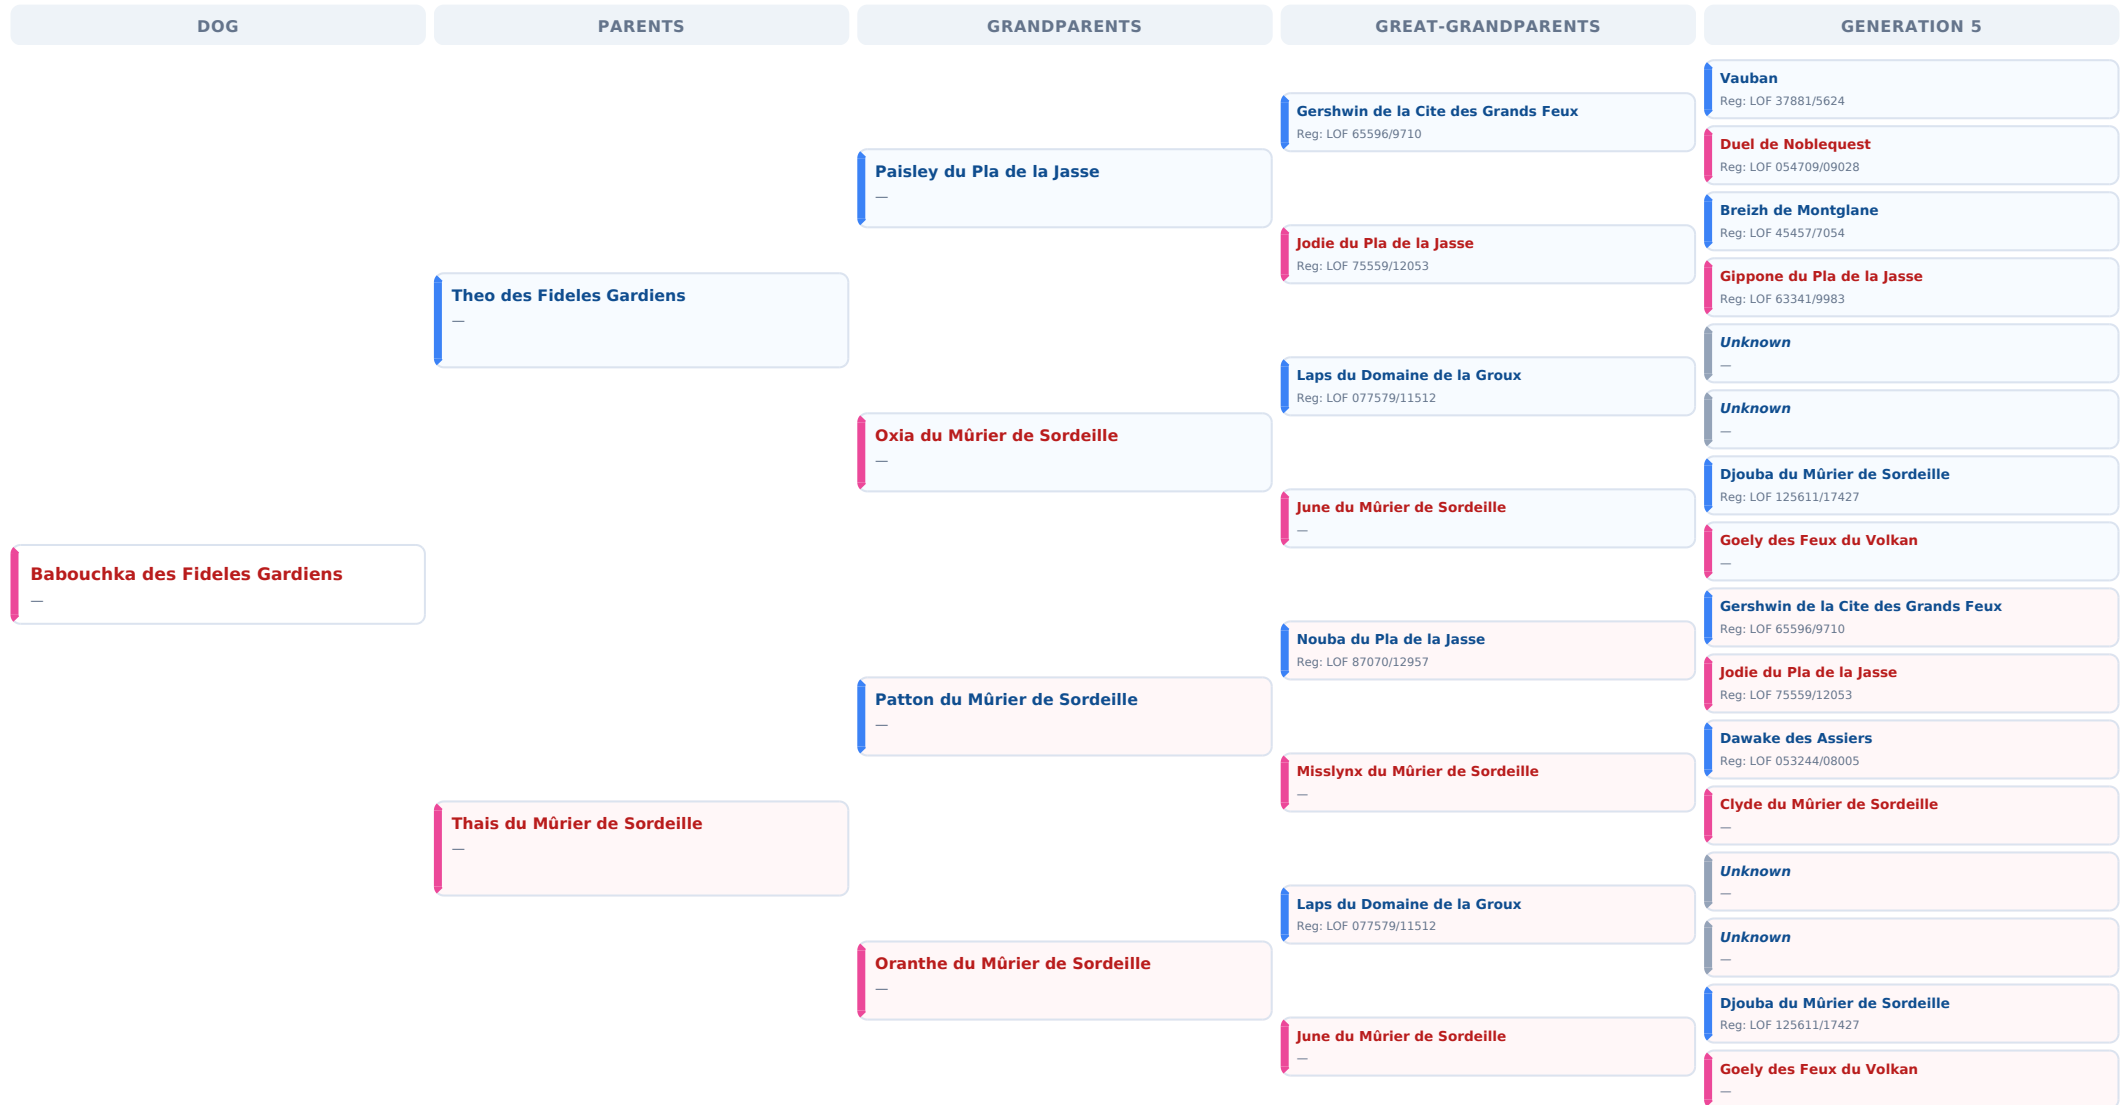 DOG
PARENTS
GRANDPARENTS
GREAT-GRANDPARENTS
GENERATION 5
Babouchka des Fideles Gardiens
—
Theo des Fideles Gardiens
—
Thais du Mûrier de Sordeille
—
Paisley du Pla de la Jasse
—
Oxia du Mûrier de Sordeille
—
Patton du Mûrier de Sordeille
—
Oranthe du Mûrier de Sordeille
—
Gershwin de la Cite des Grands Feux
Reg: LOF 65596/9710
Jodie du Pla de la Jasse
Reg: LOF 75559/12053
Laps du Domaine de la Groux
Reg: LOF 077579/11512
June du Mûrier de Sordeille
—
Nouba du Pla de la Jasse
Reg: LOF 87070/12957
Misslynx du Mûrier de Sordeille
—
Laps du Domaine de la Groux
Reg: LOF 077579/11512
June du Mûrier de Sordeille
—
Vauban
Reg: LOF 37881/5624
Duel de Noblequest
Reg: LOF 054709/09028
Breizh de Montglane
Reg: LOF 45457/7054
Gippone du Pla de la Jasse
Reg: LOF 63341/9983
Unknown
—
Unknown
—
Djouba du Mûrier de Sordeille
Reg: LOF 125611/17427
Goely des Feux du Volkan
—
Gershwin de la Cite des Grands Feux
Reg: LOF 65596/9710
Jodie du Pla de la Jasse
Reg: LOF 75559/12053
Dawake des Assiers
Reg: LOF 053244/08005
Clyde du Mûrier de Sordeille
—
Unknown
—
Unknown
—
Djouba du Mûrier de Sordeille
Reg: LOF 125611/17427
Goely des Feux du Volkan
—